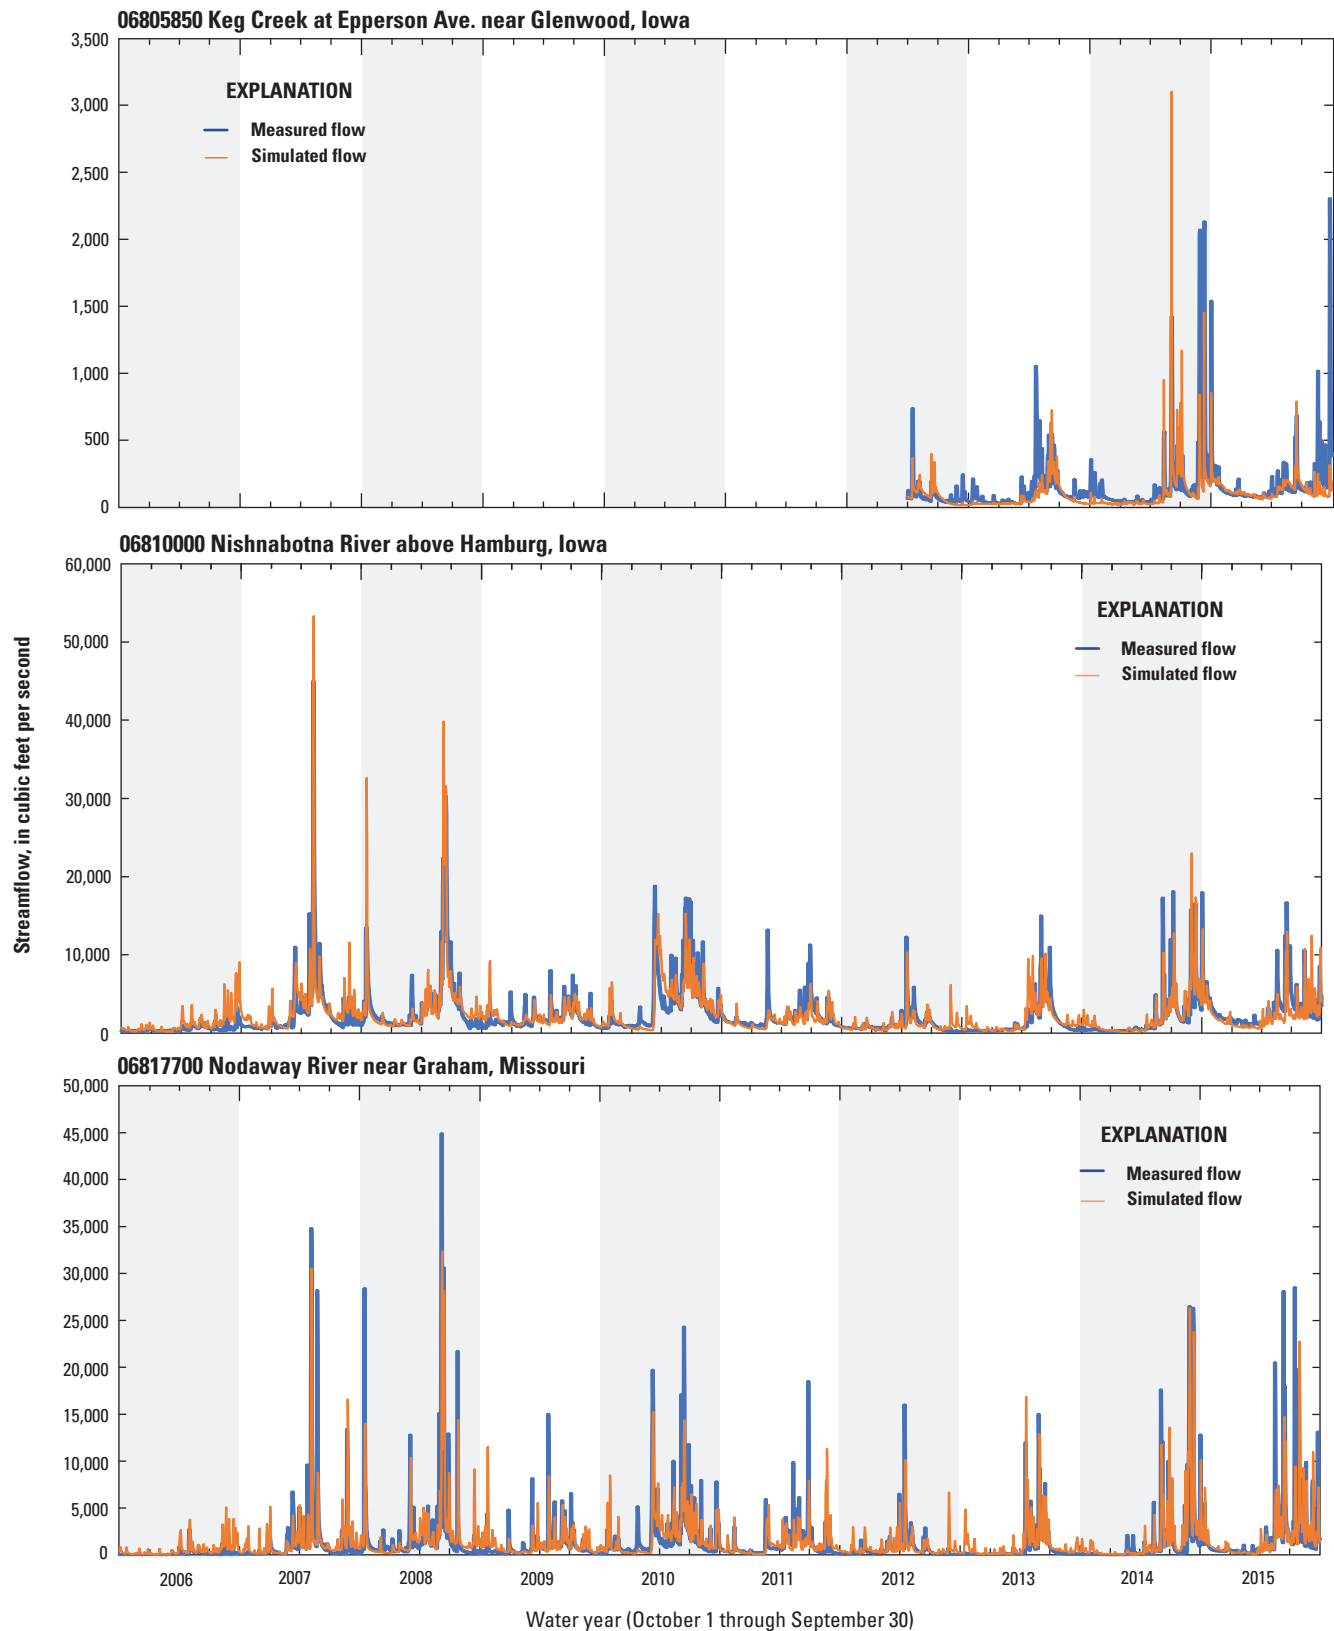 06805850 Keg Creek at Epperson Ave. near Glenwood, Iowa
3,500
3,000
2,500
2,000
1,500
1,000
500
0
EXPLANATION
Measured flow
Simulated flow
06810000 Nishnabotna River above Hamburg, Iowa
60,000
50,000
40,000
30,000
20,000
10,000
0
EXPLANATION
Measured flow
Simulated flow
Streamflow, in cubic feet per second
06817700 Nodaway River near Graham, Missouri
50,000
45,000
40,000
35,000
30,000
25,000
20,000
15,000
10,000
5,000
0
EXPLANATION
Measured flow
Simulated flow
2006 2007 2008 2009 2010 2011 2012 2013 2014 2015
Water year (October 1 through September 30)